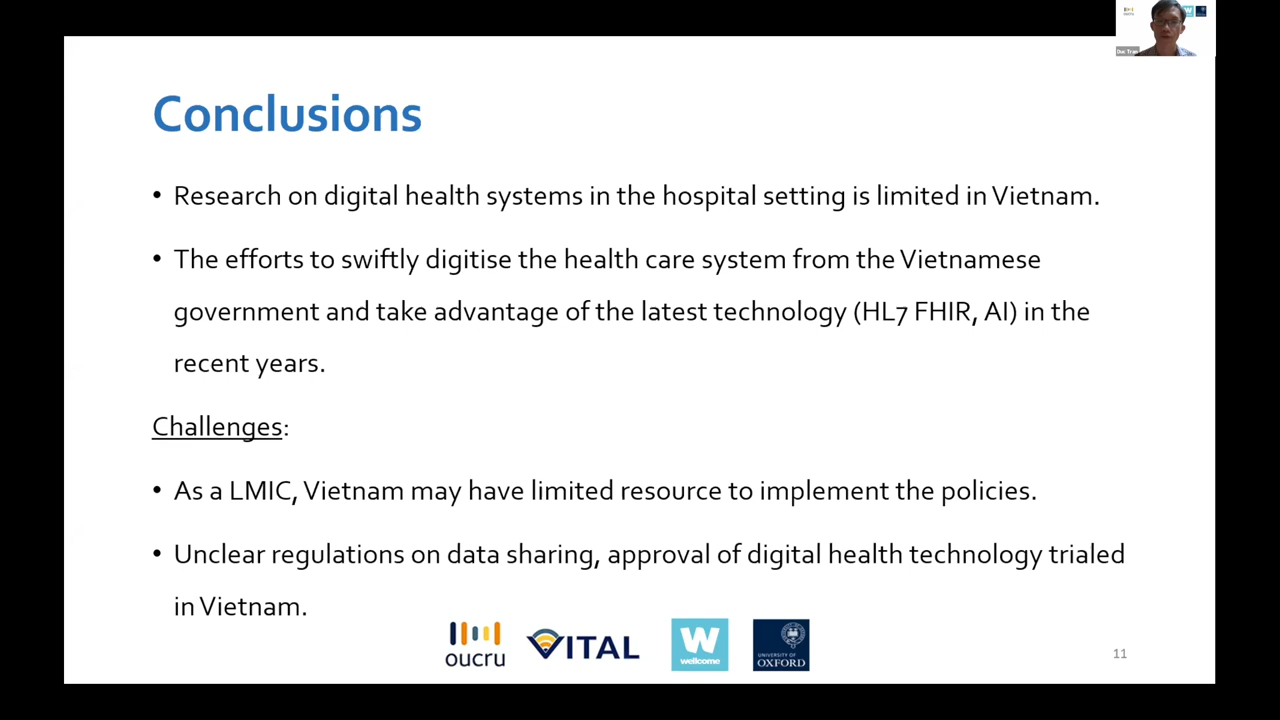 oucru
W
Duc Tran
Conclusions
• Research on digital health systems in the hospital setting is limited in Vietnam.
• The efforts to swiftly digitise the health care system from the Vietnamese
government and take advantage of the latest technology (HL7 FHIR, AI) in the
recent years.
Challenges:
• As a LMIC, Vietnam may have limited resource to implement the policies.
• Unclear regulations on data sharing, approval of digital health technology trialed
in Vietnam.
oucru
VITAL
W
wellcome
UNIVERSITY OF
OXFORD
11